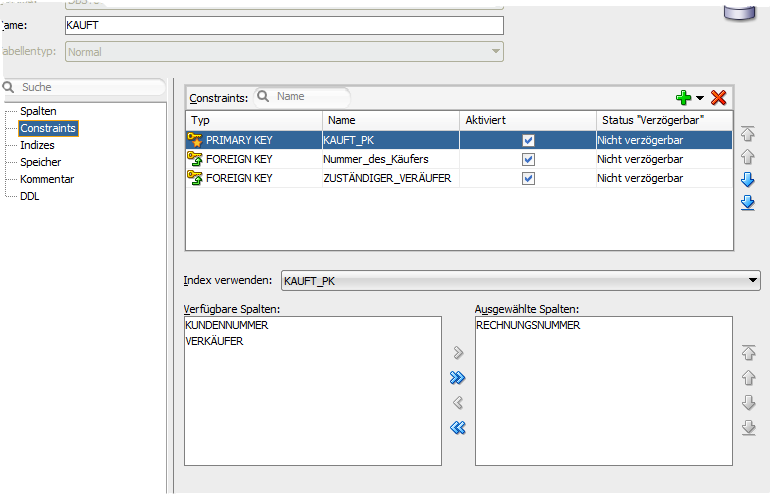 Name:
KAUFT
Tabellentyp:
Normal
Suche
Spalten
Constraints
Indizes
Speicher
Kommentar
DDL
Constraints:
Name
Typ Name Aktiviert Status "Verzögerbar"
PRIMARY KEY KAUFT_PK Nicht verzögerbar
FOREIGN KEY Nummer_des_Käufers Nicht verzögerbar
FOREIGN KEY ZUSTÄNDIGER_VERÄUFER Nicht verzögerbar
Index verwenden: KAUFT_PK
Verfügbare Spalten:
KUNDENNUMMER
VERKÄUFER
Ausgewählte Spalten:
RECHNUNGSNUMMER